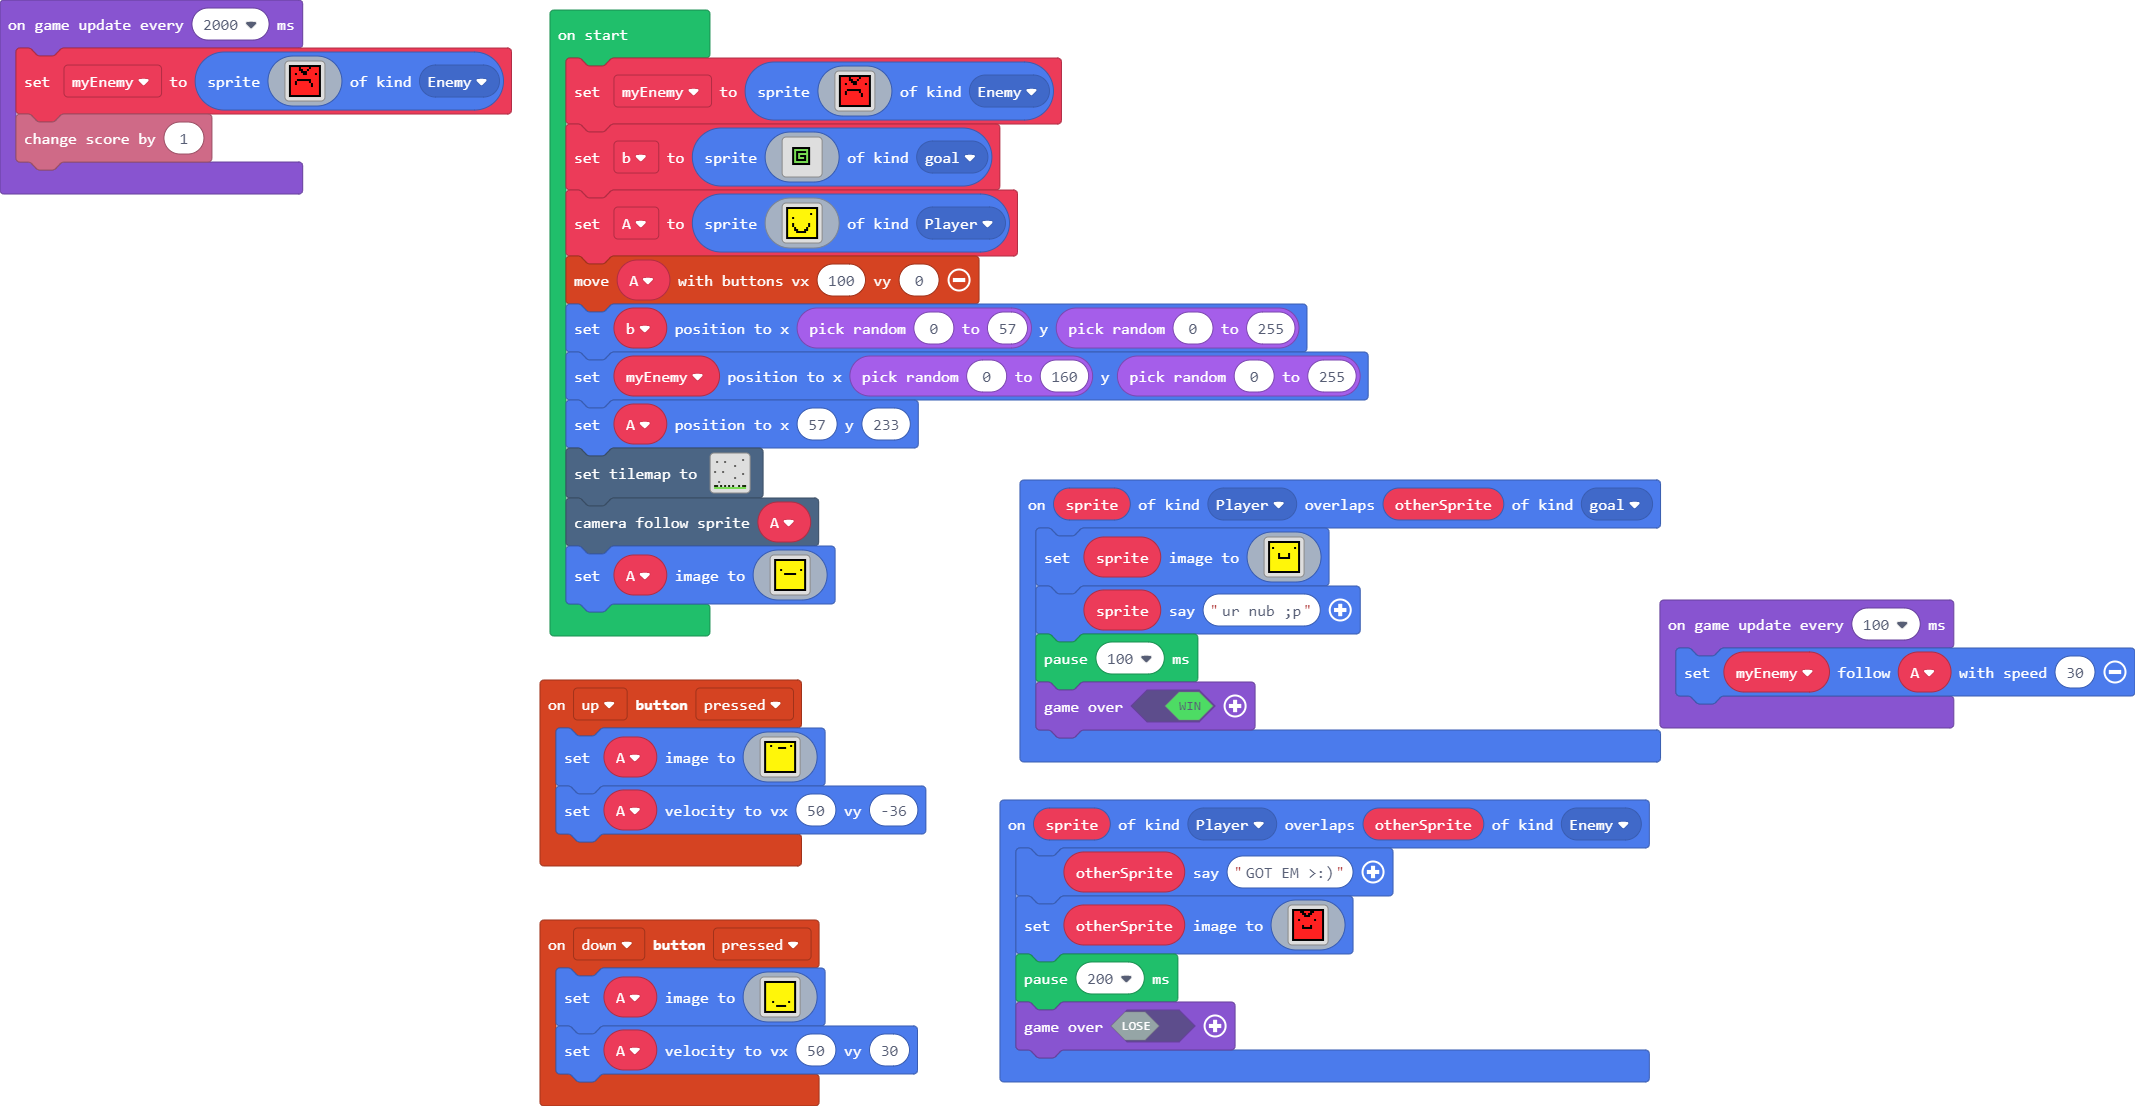 on game update every 2000 ms
set myEnemy to sprite of kind Enemy
change score by 1
on start
set myEnemy to sprite of kind Enemy
set b to sprite G of kind goal
set A to sprite of kind Player
move A with buttons vx 100 vy 0
set b position to x pick random 0 to 57 y pick random 0 to 255
set myEnemy position to x pick random 0 to 160 y pick random 0 to 255
set A position to x 57 y 233
set tilemap to
camera follow sprite A
set A image to
on up button pressed
set A image to
set A velocity to vx 50 vy -36
on down button pressed
set A image to
set A velocity to vx 50 vy 30
on sprite of kind Player overlaps otherSprite of kind goal
set sprite image to
sprite say "ur nub ;p"
pause 100 ms
game over WIN
on sprite of kind Player overlaps otherSprite of kind Enemy
otherSprite say "GOT EM >:)"
set otherSprite image to
pause 200 ms
game over LOSE
on game update every 100 ms
set myEnemy follow A with speed 30